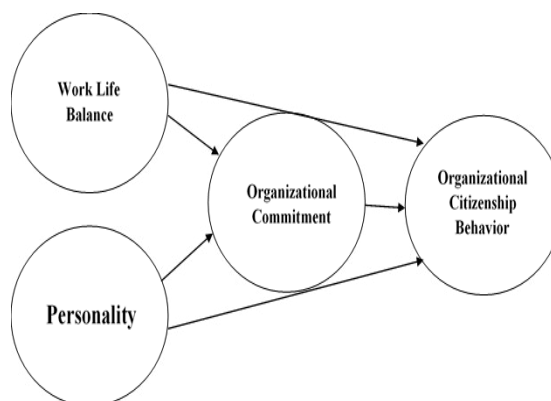 Work Life
Balance
Organizational
Commitment
Organizational
Citizenship
Behavior
Personality